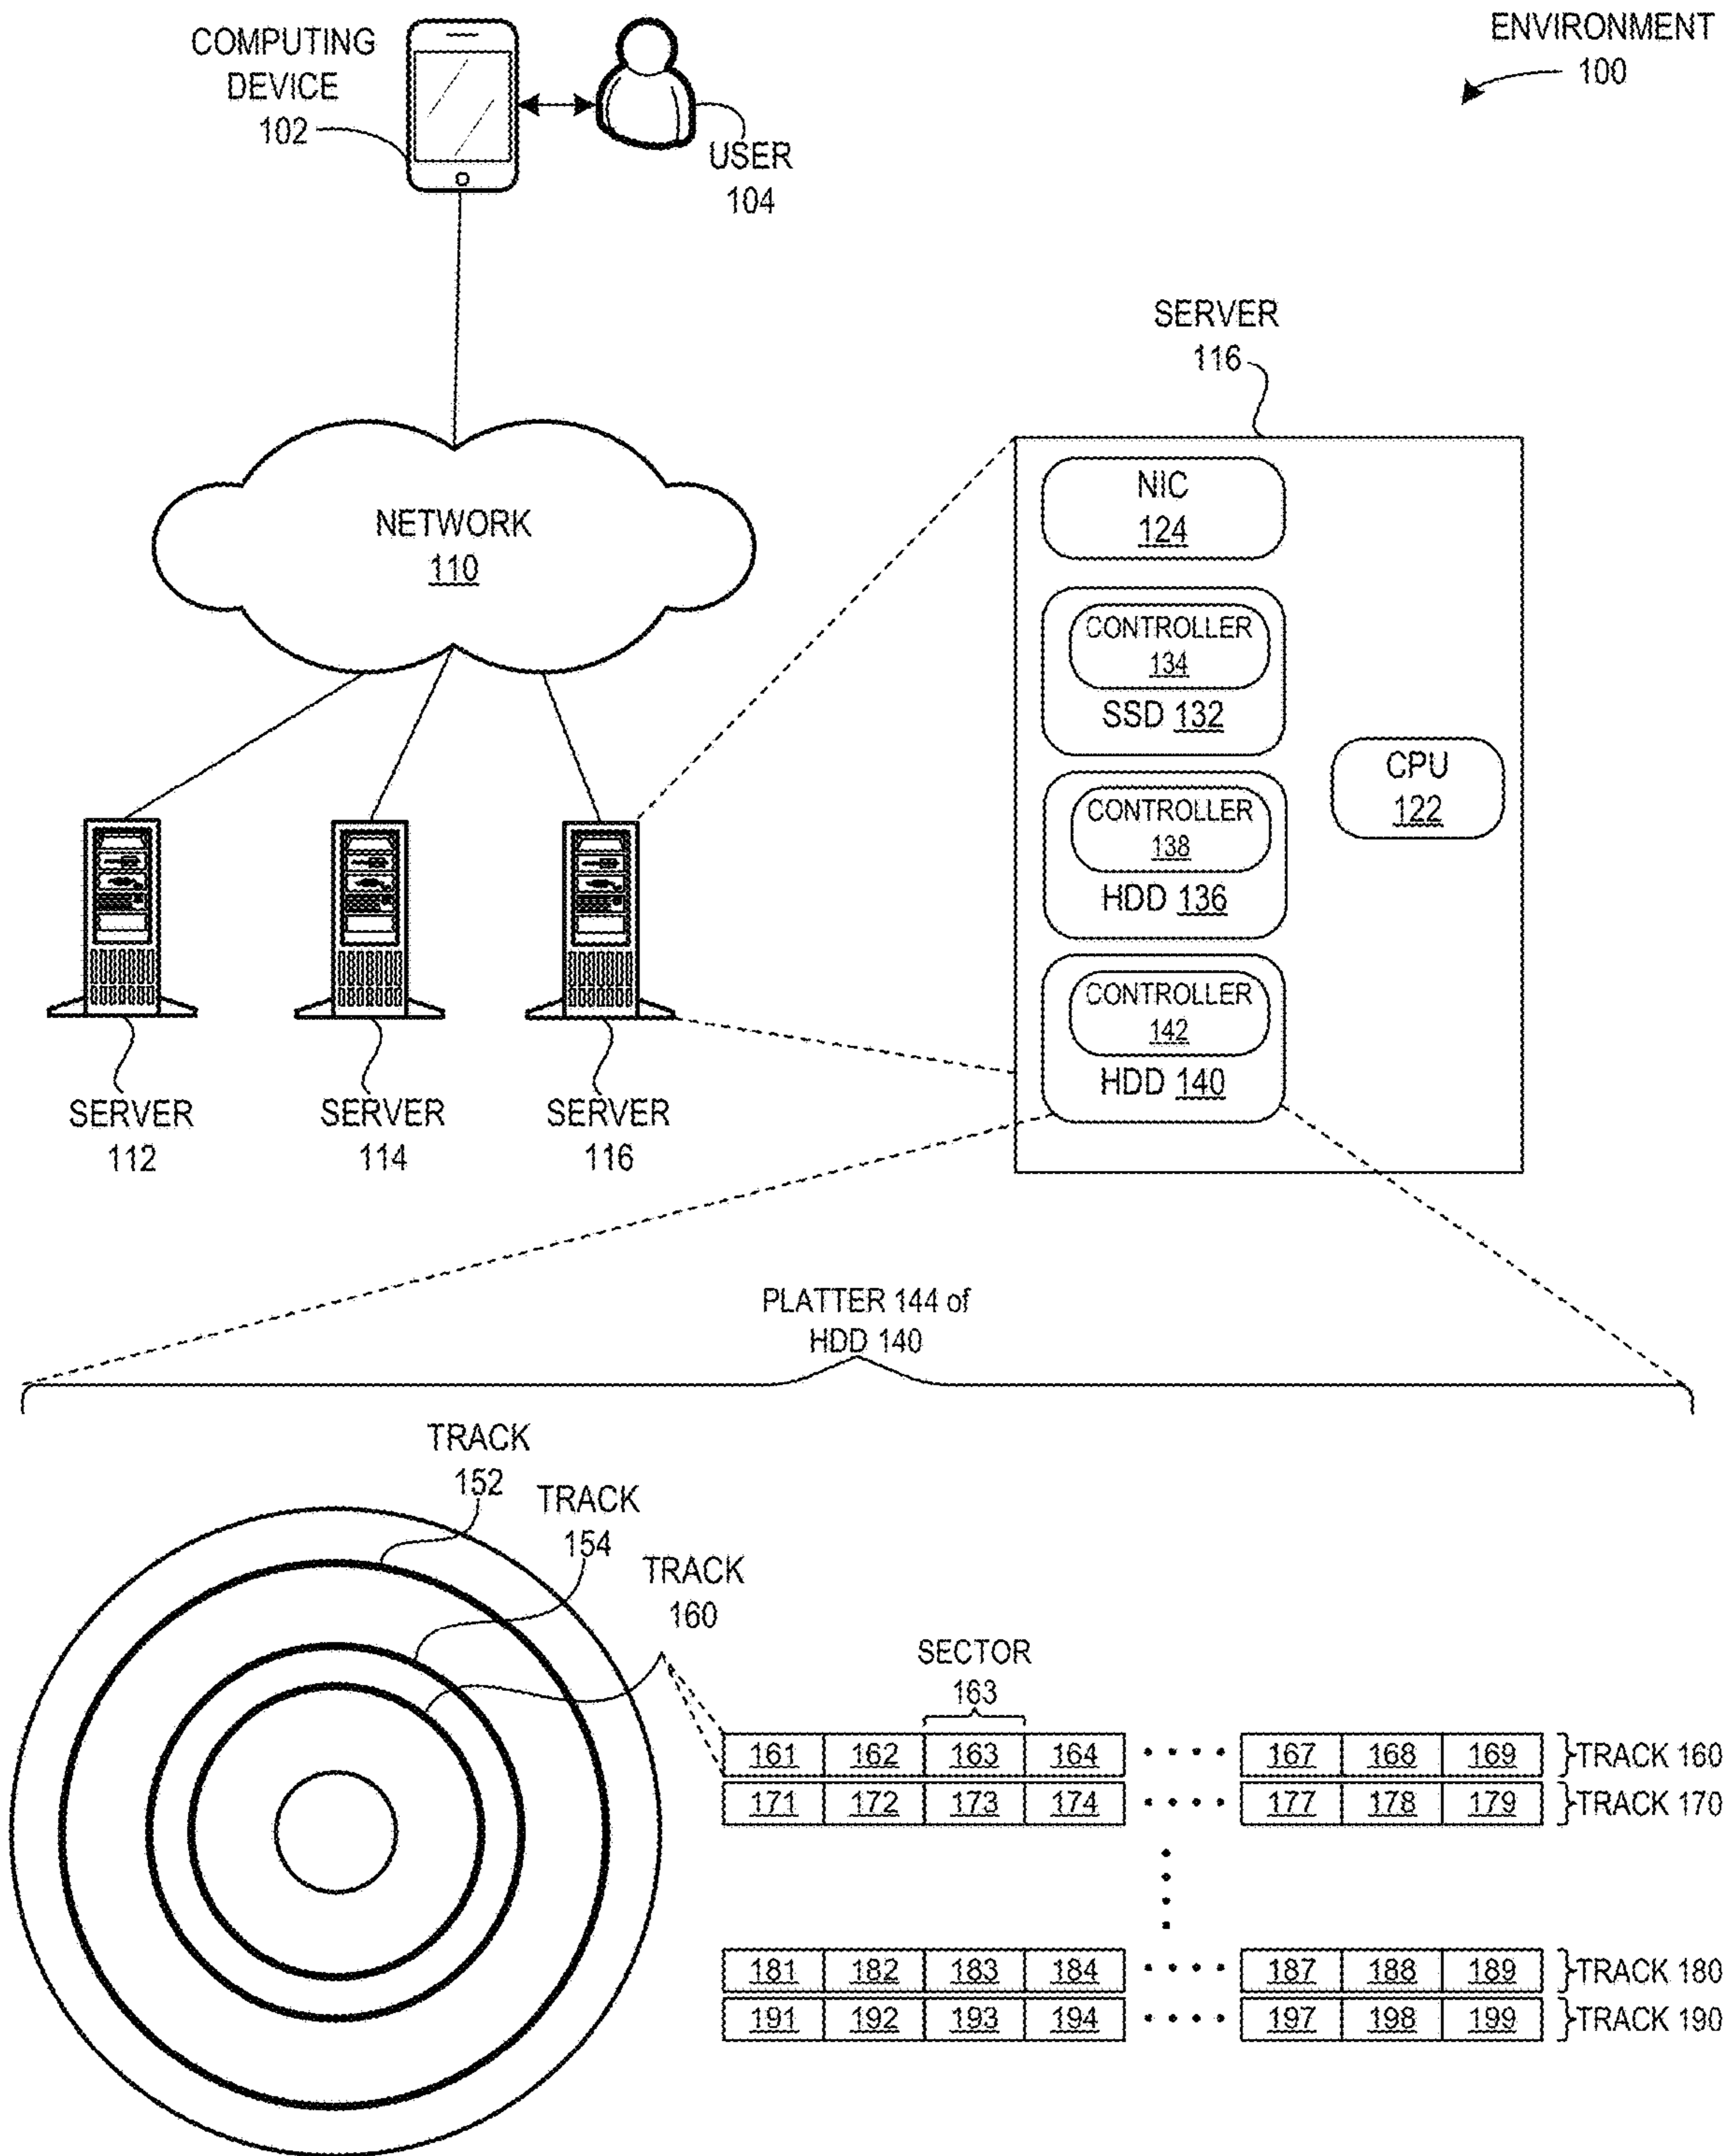 ENVIRONMENT
100
COMPUTING
DEVICE
102
USER
104
SERVER
116
NETWORK
110
NIC
124
CONTROLLER
134
SSD 132
CONTROLLER
138
HDD 136
CPU
122
CONTROLLER
142
HDD 140
SERVER
112
SERVER
114
SERVER
116
PLATTER 144 of
HDD 140
TRACK
152
TRACK
154
TRACK
160
SECTOR
163
161 162 163 164 167 168 169 TRACK 160
171 172 173 174 177 178 179 TRACK 170
181 182 183 184 187 188 189 TRACK 180
191 192 193 194 197 198 199 TRACK 190